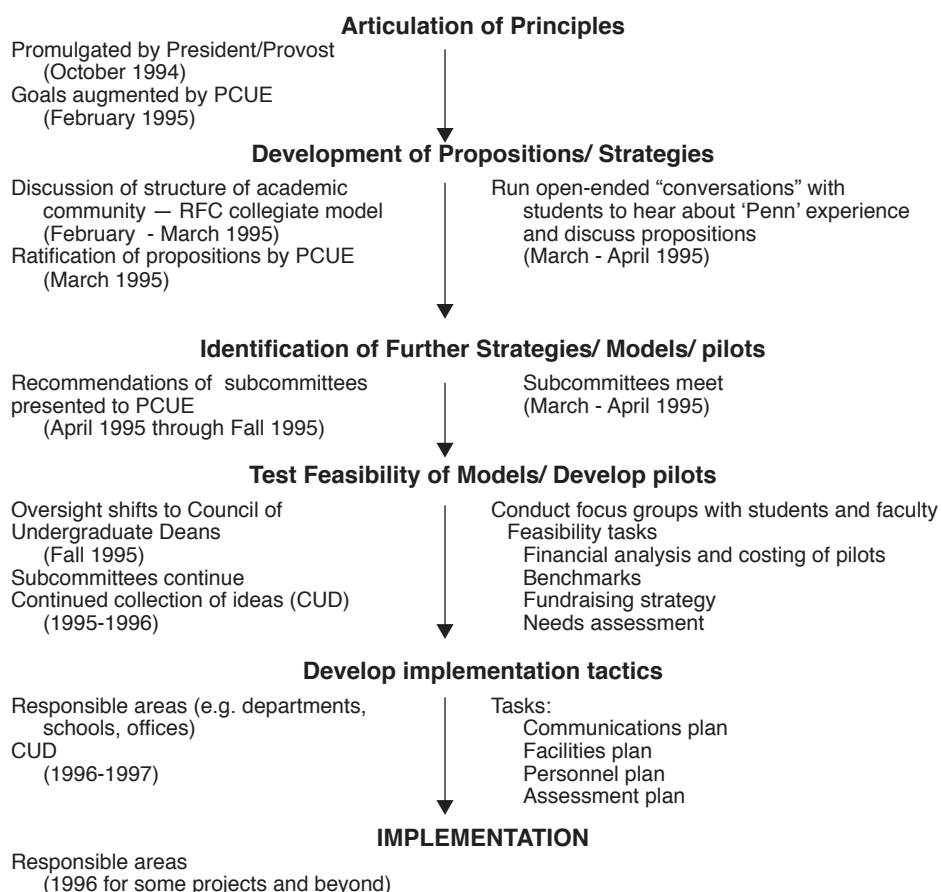 Articulation of Principles
Promulgated by President/Provost
(October 1994)
Goals augmented by PCUE
(February 1995)
Development of Propositions/ Strategies
Discussion of structure of academic
community — RFC collegiate model
(February - March 1995)
Ratification of propositions by PCUE
(March 1995)
Run open-ended “conversations” with
students to hear about ‘Penn’ experience
and discuss propositions
(March - April 1995)
Identification of Further Strategies/ Models/ pilots
Recommendations of subcommittees
presented to PCUE
(April 1995 through Fall 1995)
Subcommittees meet
(March - April 1995)
Test Feasibility of Models/ Develop pilots
Oversight shifts to Council of
Undergraduate Deans
(Fall 1995)
Subcommittees continue
Continued collection of ideas (CUD)
(1995-1996)
Conduct focus groups with students and faculty
Feasibility tasks
Financial analysis and costing of pilots
Benchmarks
Fundraising strategy
Needs assessment
Develop implementation tactics
Responsible areas (e.g. departments,
schools, offices)
CUD
(1996-1997)
Tasks:
Communications plan
Facilities plan
Personnel plan
Assessment plan
IMPLEMENTATION
Responsible areas
(1996 for some projects and beyond)